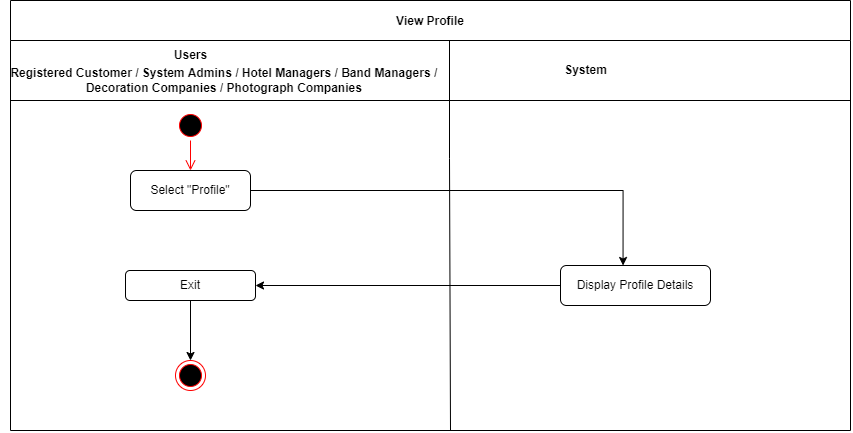 View Profile
Users
Registered Customer / System Admins / Hotel Managers / Band Managers /
Decoration Companies / Photograph Companies
System
Select "Profile"
Display Profile Details
Exit